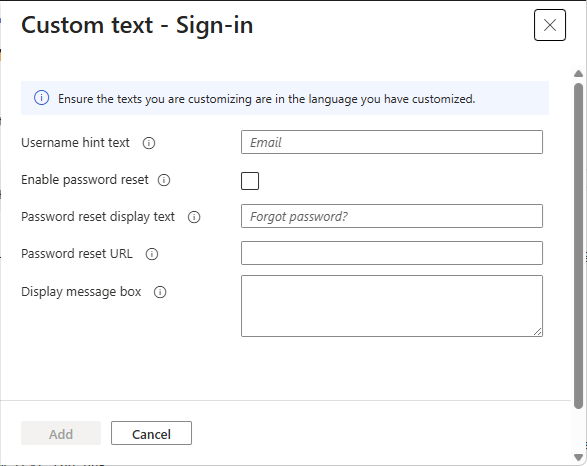 Custom text - Sign-in
Ensure the texts you are customizing are in the language you have customized.
Username hint text
Email
Enable password reset
Password reset display text
Forgot password?
Password reset URL
Display message box
Add
Cancel